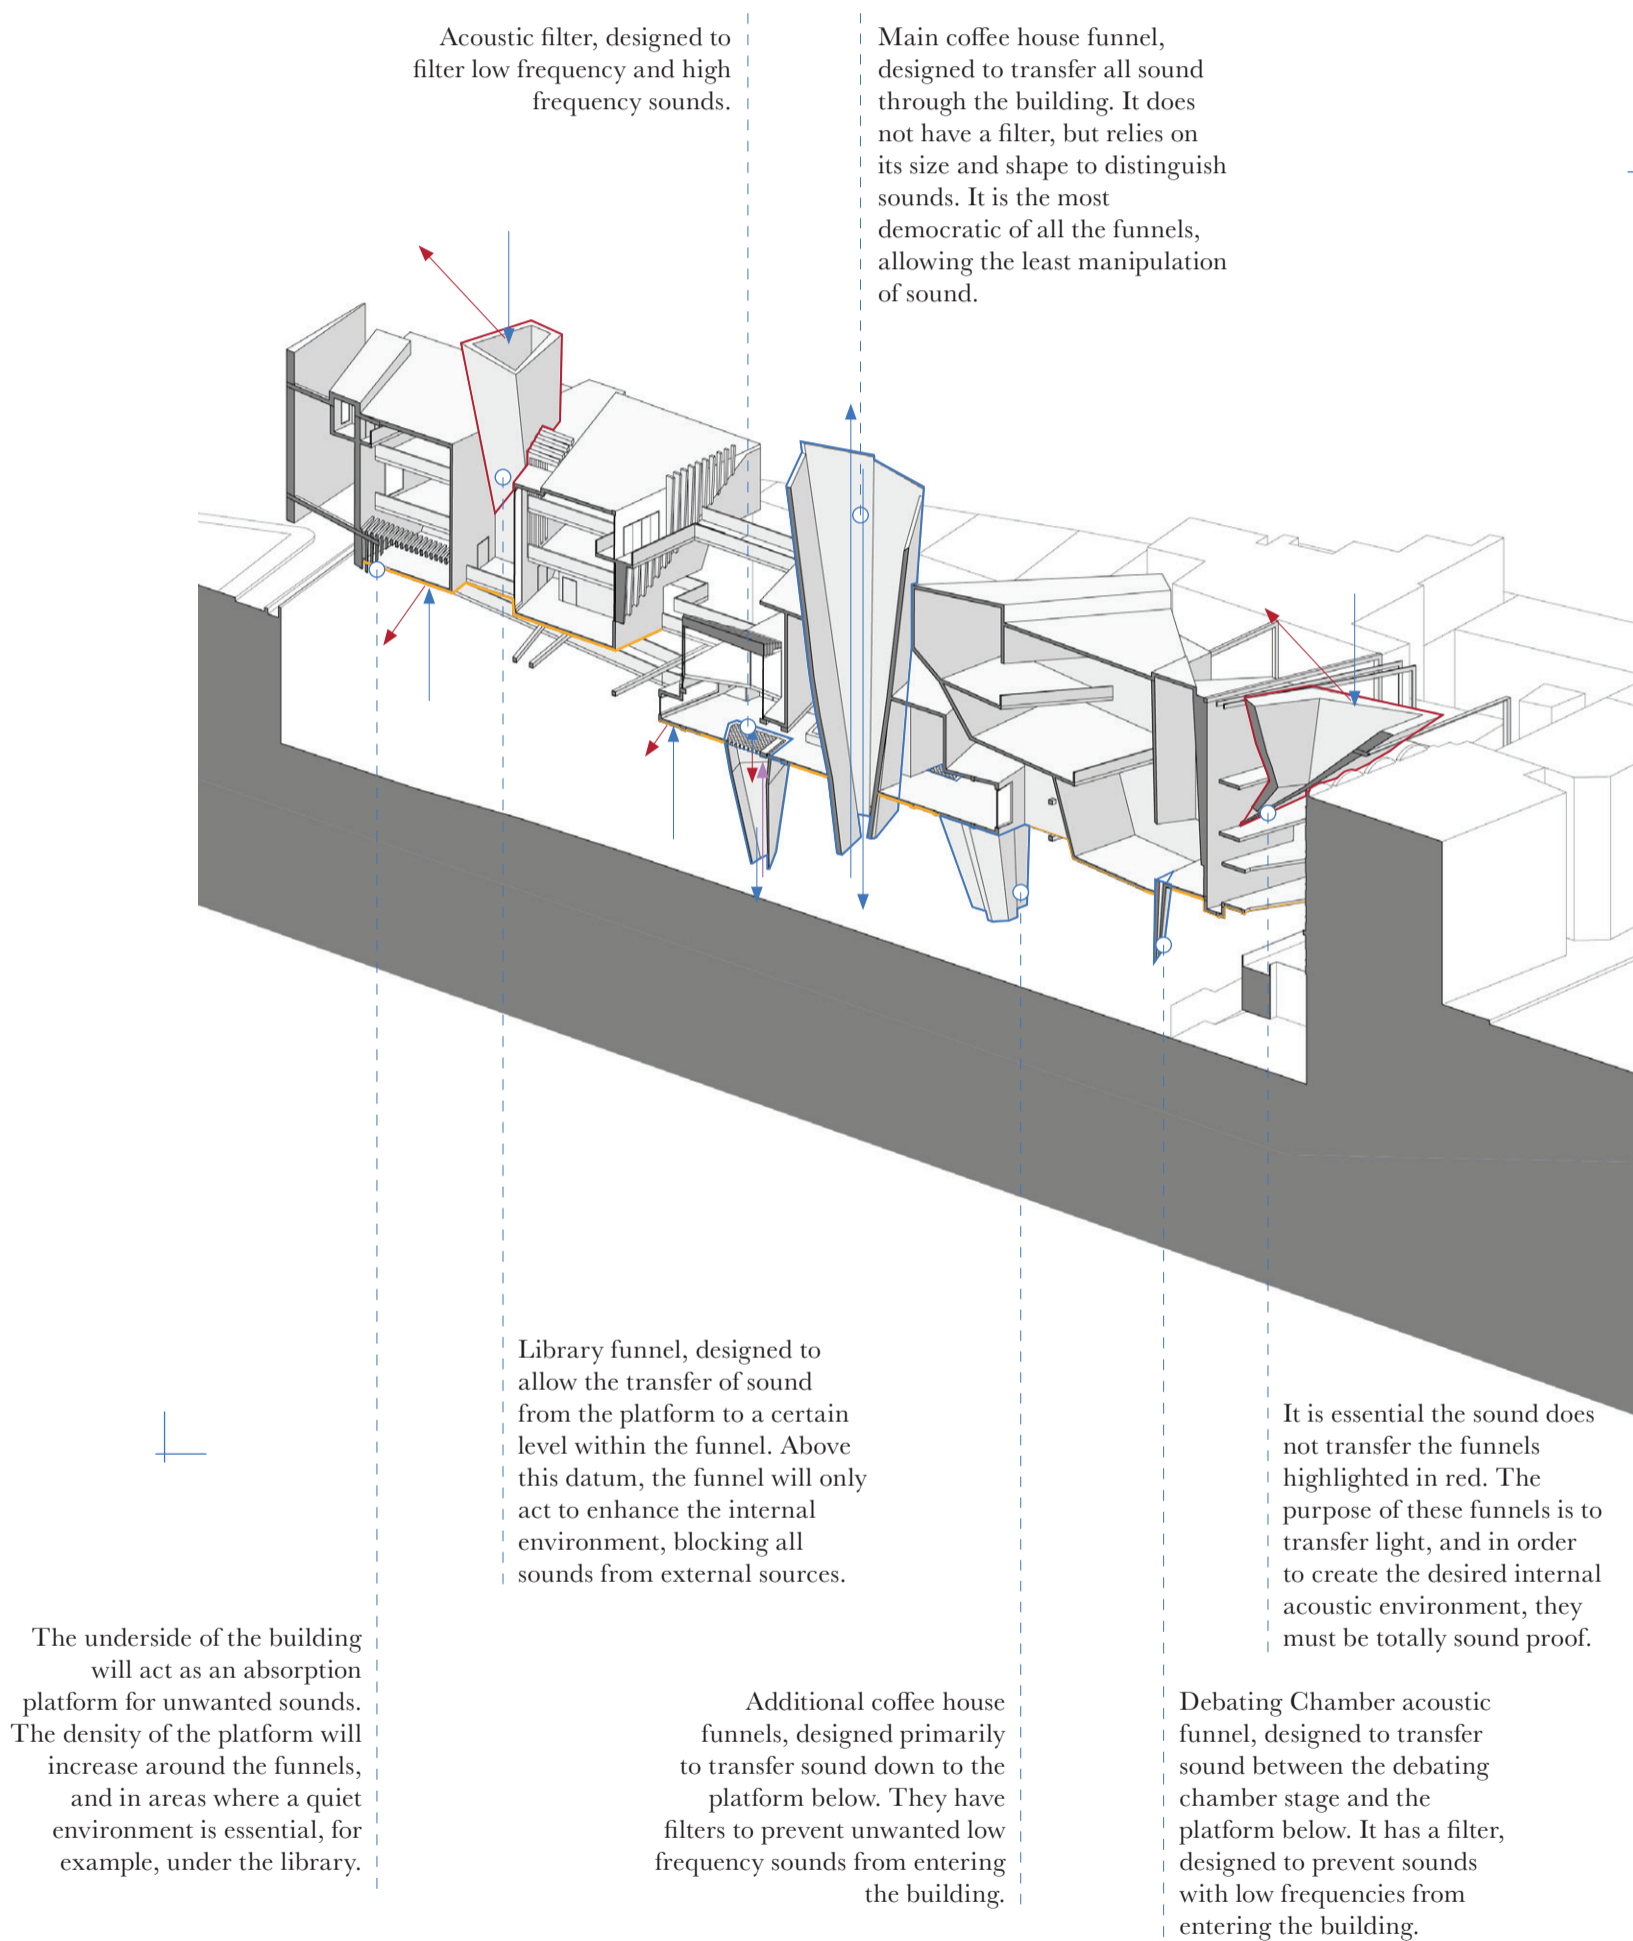 Acoustic filter, designed to
filter low frequency and high
frequency sounds.
Main coffee house funnel,
designed to transfer all sound
through the building. It does
not have a filter, but relies on
its size and shape to distinguish
sounds. It is the most
democratic of all the funnels,
allowing the least manipulation
of sound.
Library funnel, designed to
allow the transfer of sound
from the platform to a certain
level within the funnel. Above
this datum, the funnel will only
act to enhance the internal
environment, blocking all
sounds from external sources.
It is essential the sound does
not transfer the funnels
highlighted in red. The
purpose of these funnels is to
transfer light, and in order
to create the desired internal
acoustic environment, they
must be totally sound proof.
The underside of the building
will act as an absorption
platform for unwanted sounds.
The density of the platform will
increase around the funnels,
and in areas where a quiet
environment is essential, for
example, under the library.
Additional coffee house
funnels, designed primarily
to transfer sound down to the
platform below. They have
filters to prevent unwanted low
frequency sounds from entering
the building.
Debating Chamber acoustic
funnel, designed to transfer
sound between the debating
chamber stage and the
platform below. It has a filter,
designed to prevent sounds
with low frequencies from
entering the building.